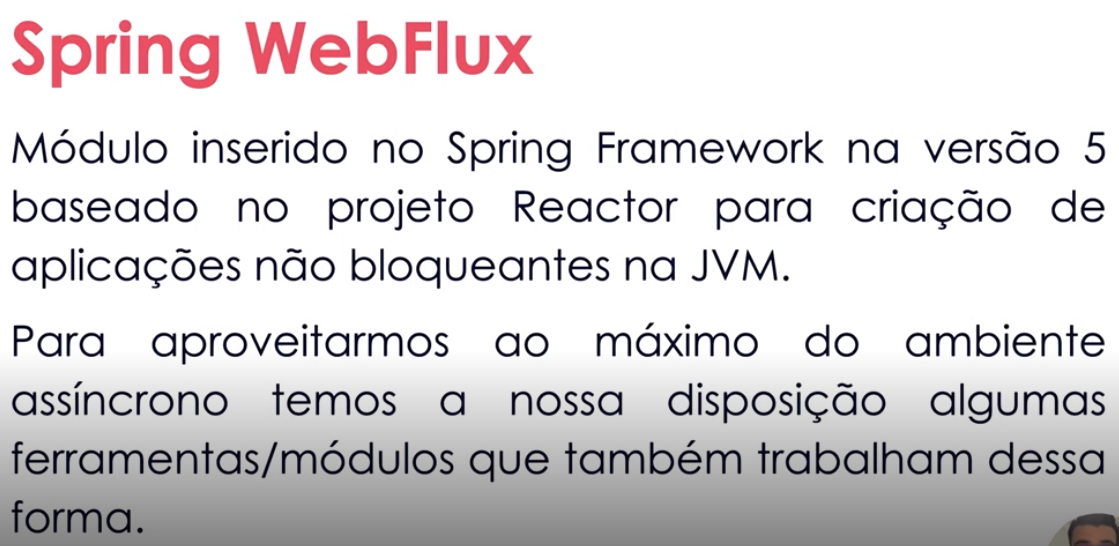 Spring WebFlux
Módulo inserido no Spring Framework na versão 5
baseado no projeto Reactor para criação de
aplicações não bloqueantes na JVM.
Para aproveitarmos ao máximo do ambiente
assíncrono temos a nossa disposição algumas
ferramentas/módulos que também trabalham dessa
forma.